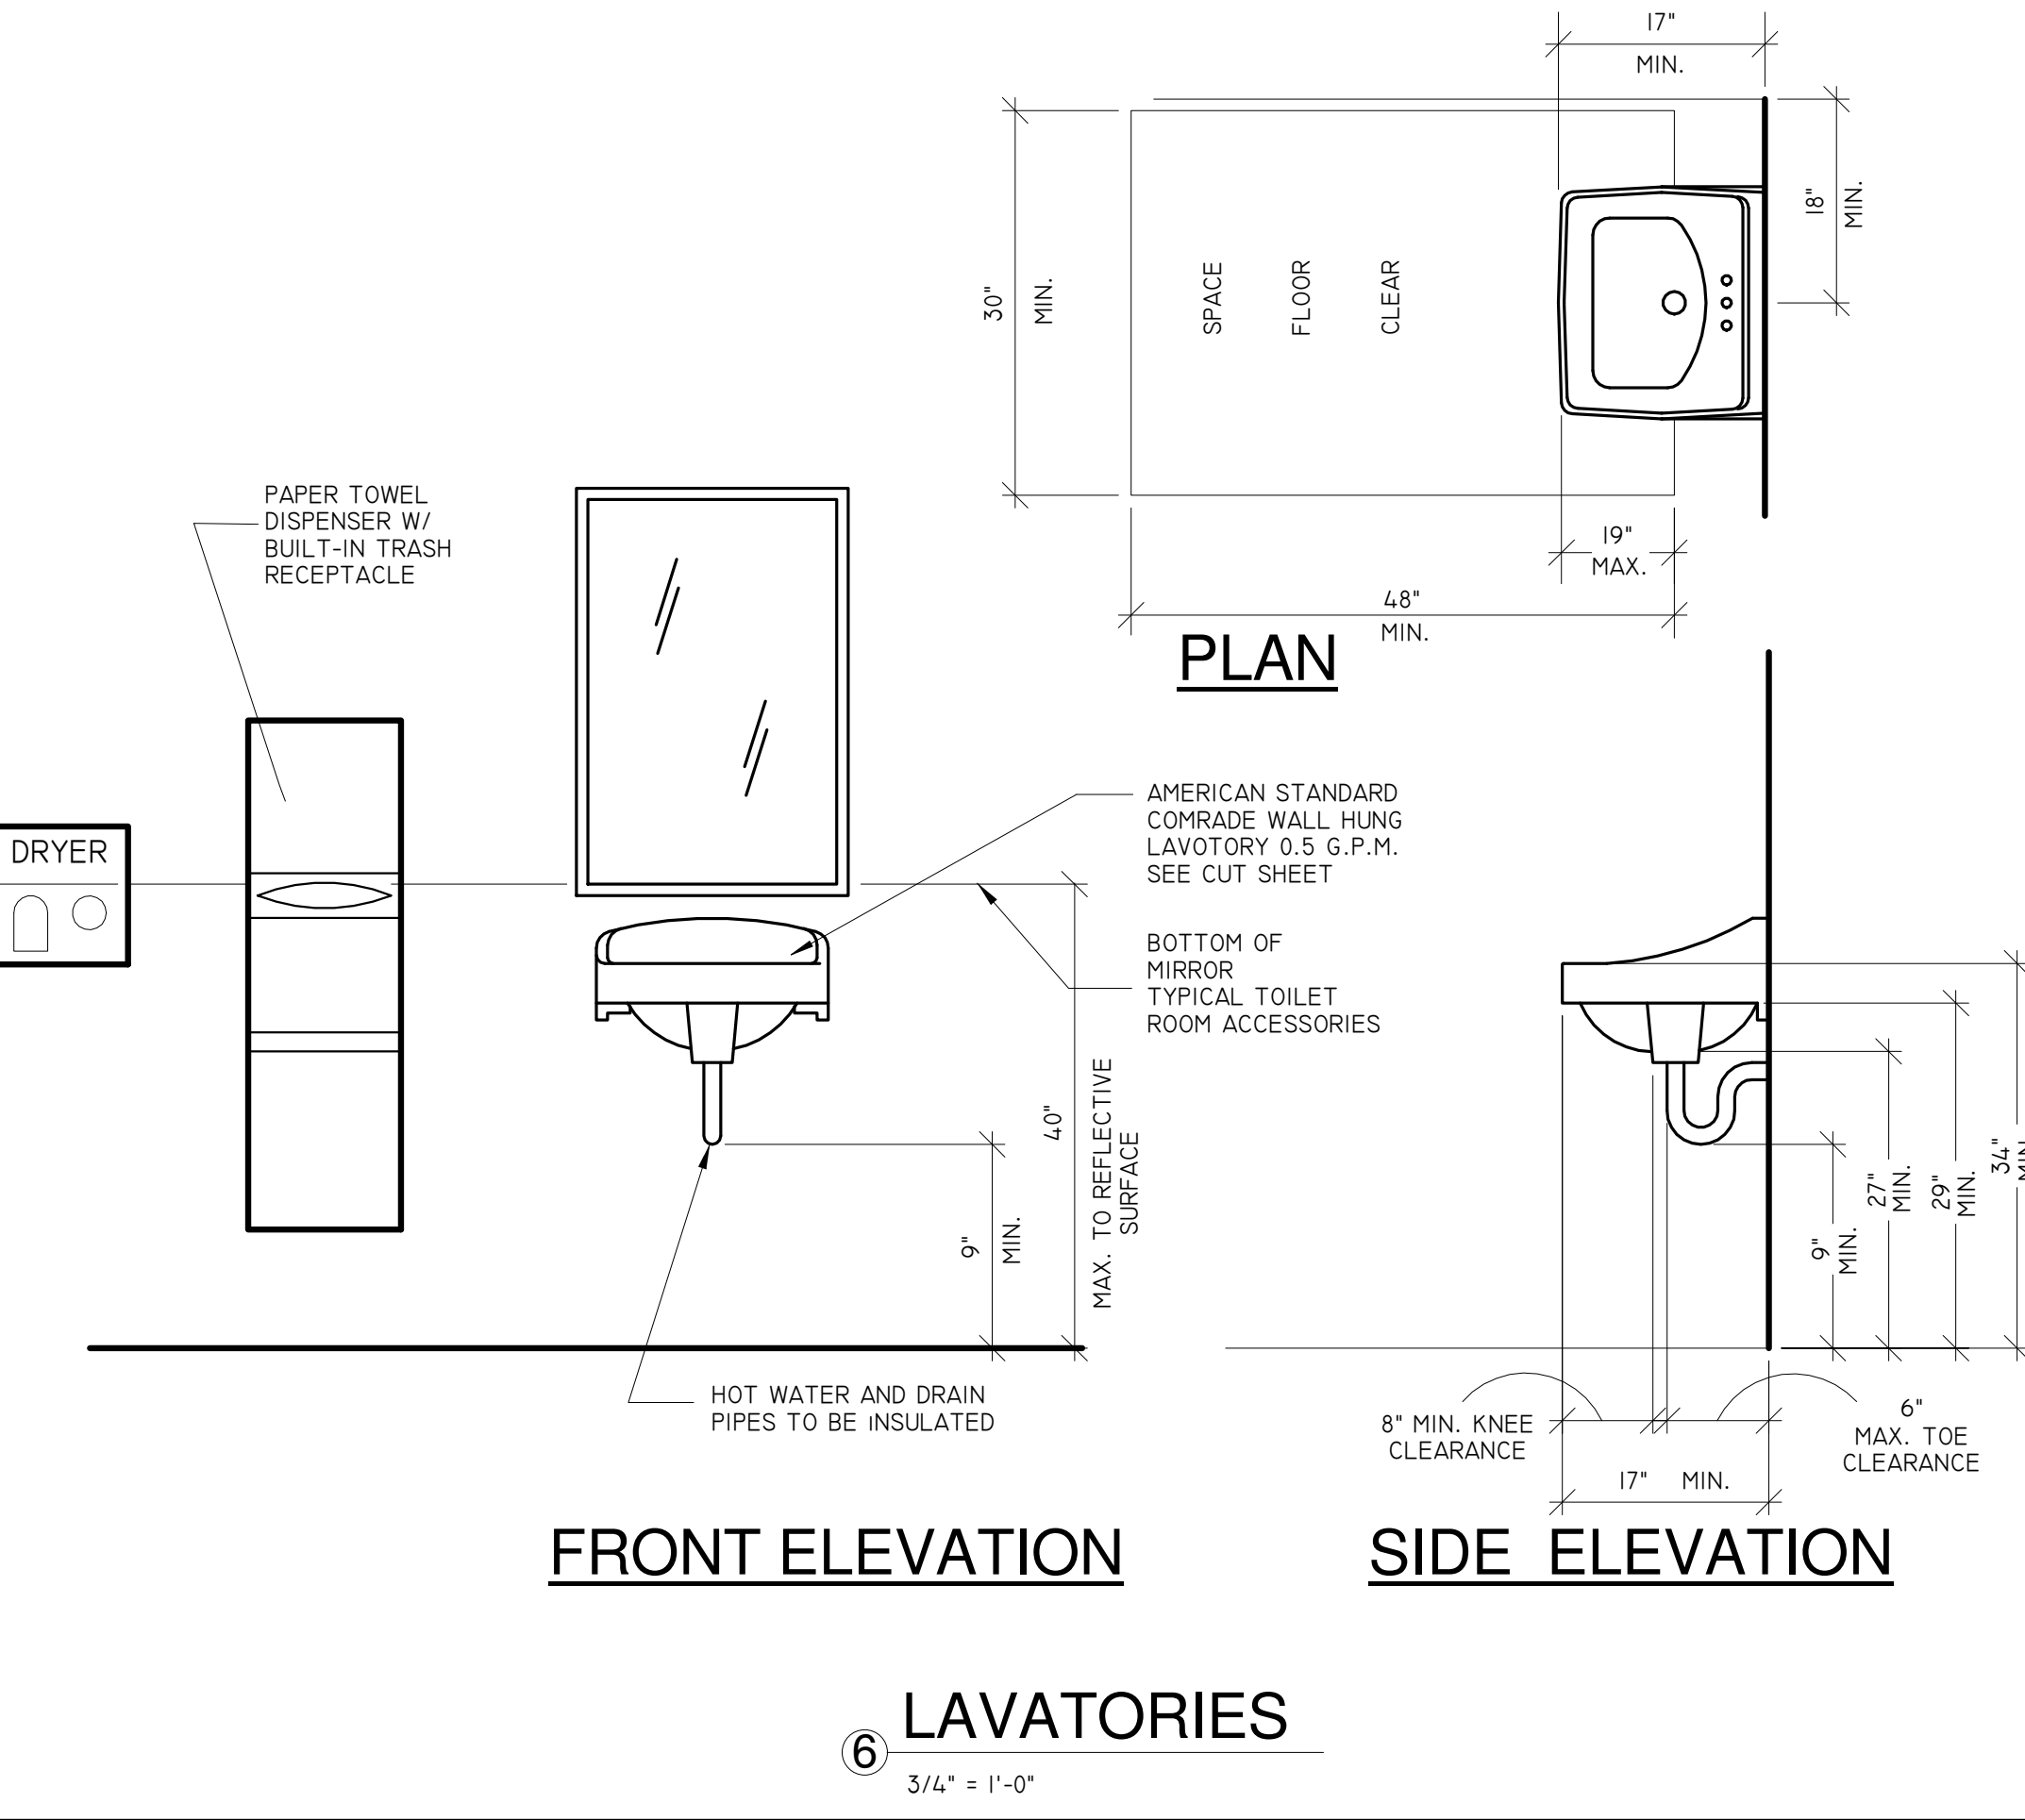 17"
MIN.
18"
MIN.
30"
MIN.
SPACE
FLOOR
CLEAR
19"
MAX.
48"
MIN.
PLAN
PAPER TOWEL
DISPENSER W/
BUILT-IN TRASH
RECEPTACLE
DRYER
AMERICAN STANDARD
COMRADE WALL HUNG
LAVOTORY 0.5 G.P.M.
SEE CUT SHEET
BOTTOM OF
MIRROR
TYPICAL TOILET
ROOM ACCESSORIES
9"
MIN.
40"
MAX. TO REFLECTIVE
SURFACE
HOT WATER AND DRAIN
PIPES TO BE INSULATED
FRONT ELEVATION
9"
MIN.
27"
MIN.
29"
MIN.
34"
8" MIN. KNEE
CLEARANCE
6"
MAX. TOE
CLEARANCE
17" MIN.
SIDE ELEVATION
6
LAVATORIES
3/4" = 1'-0"